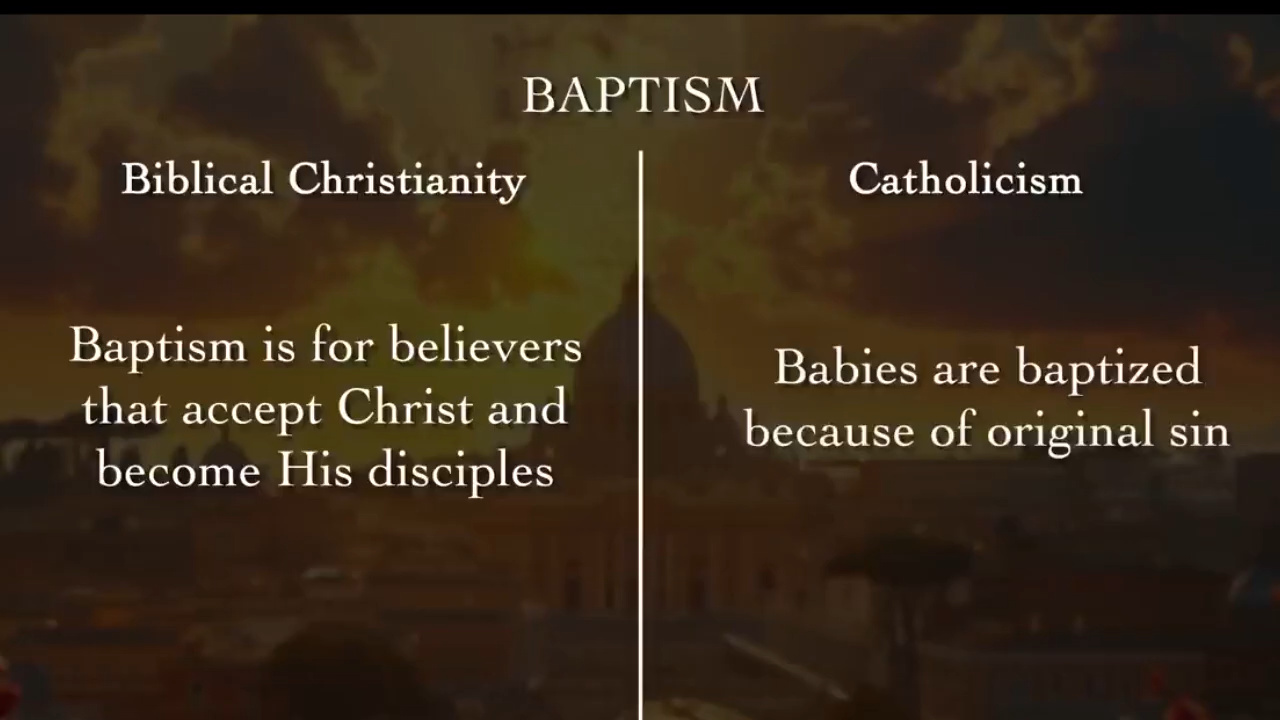 BAPTISM
Biblical Christianity
Baptism is for believers
that accept Christ and
become His disciples
Catholicism
Babies are baptized
because of original sin